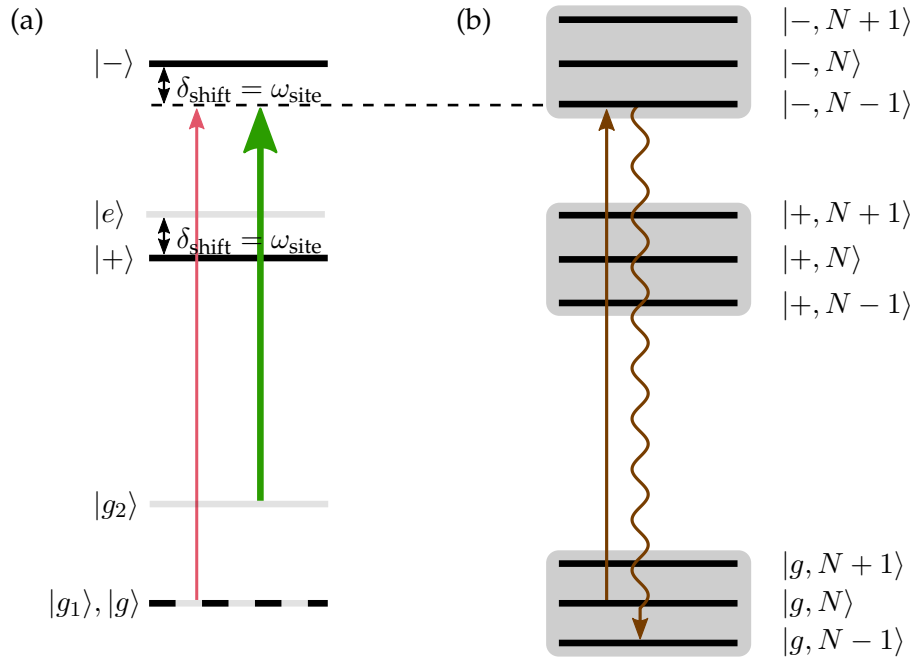 (a)
|−⟩
δshift = ωsite
|e⟩
δshift = ωsite
|+⟩
|g2⟩
|g1⟩, |g⟩
(b)
|−, N + 1⟩
|−, N⟩
|−, N − 1⟩
|+, N + 1⟩
|+, N⟩
|+, N − 1⟩
|g, N + 1⟩
|g, N⟩
|g, N − 1⟩